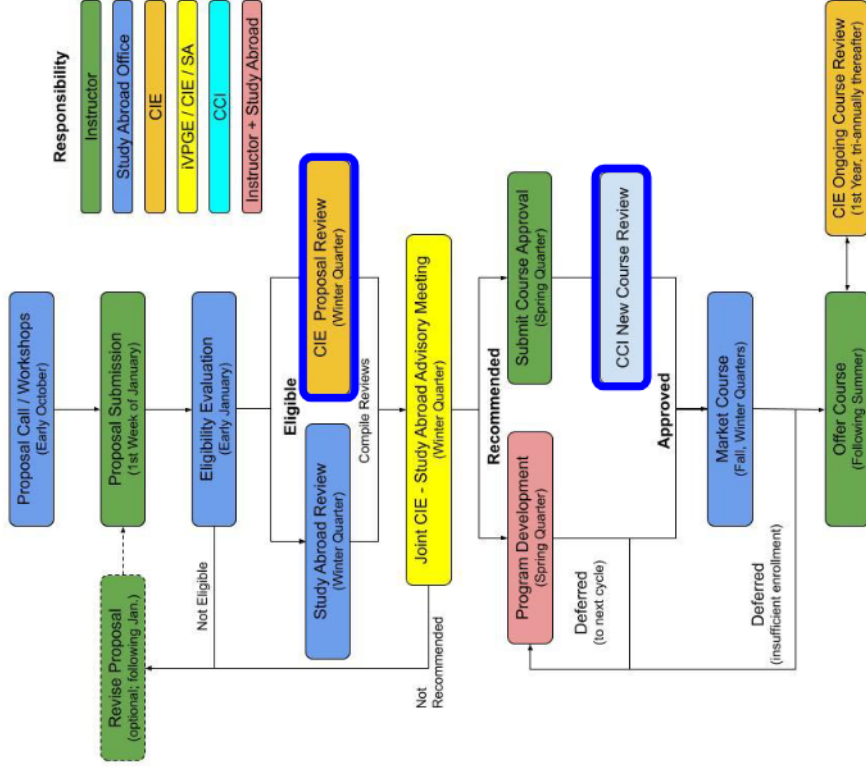 Responsibility
Instructor
Study Abroad Office
CIE
iVPGE / CIE / SA
CCI
Instructor + Study Abroad
Proposal Call / Workshops
(Early October)
Revise Proposal
(optional; following Jan.)
Proposal Submission
(1st Week of January)
Not Eligible
Eligibility Evaluation
(Early January)
Eligible
Study Abroad Review
(Winter Quarter)
CIE Proposal Review
(Winter Quarter)
Compile Reviews
Not
Recommended
Joint CIE - Study Abroad Advisory Meeting
(Winter Quarter)
Recommended
Program Development
(Spring Quarter)
Submit Course Approval
(Spring Quarter)
Deferred
(to next cycle)
CCI New Course Review
Approved
Market Course
(Fall, Winter Quarters)
Deferred
(insufficient enrollment)
Offer Course
(Following Summer)
CIE Ongoing Course Review
(1st Year, tri-annually thereafter)